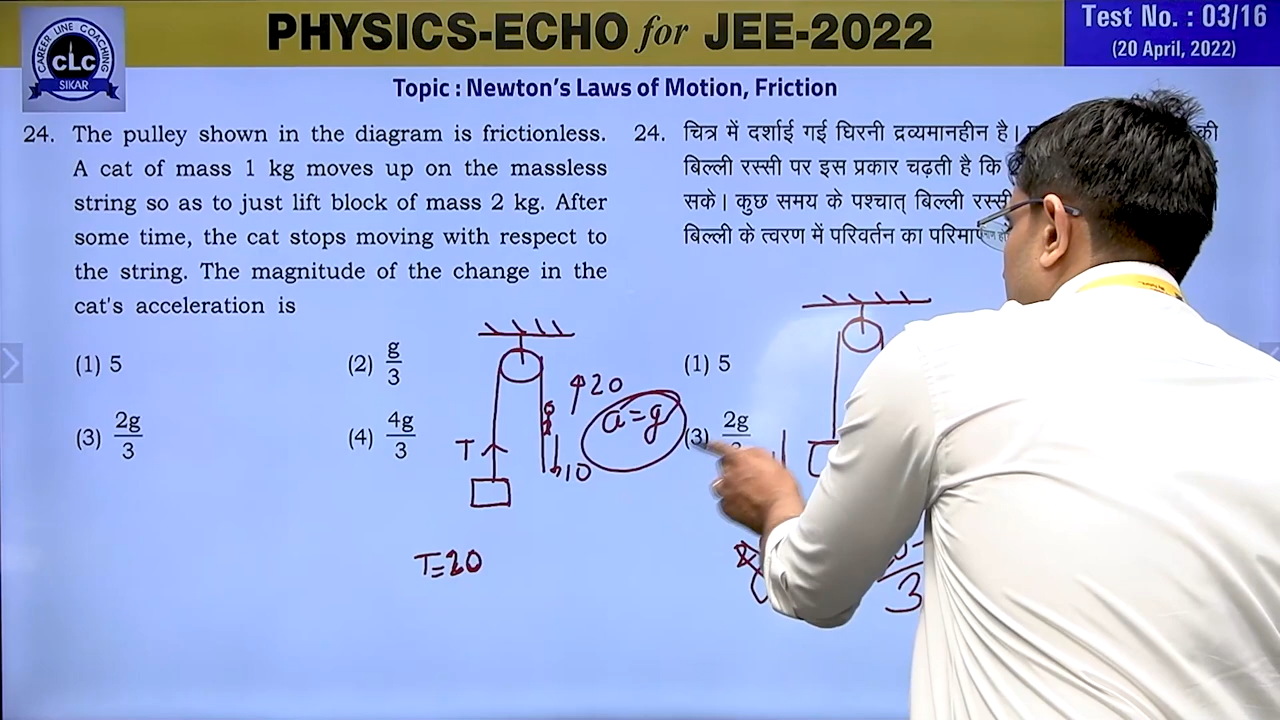 CAREER LINE COACHING
CLC
SIKAR
PHYSICS-ECHO for JEE-2022
Test No. : 03/16
(20 April, 2022)
Topic : Newton's Laws of Motion, Friction
24. The pulley shown in the diagram is frictionless.
A cat of mass 1 kg moves up on the massless
string so as to just lift block of mass 2 kg. After
some time, the cat stops moving with respect to
the string. The magnitude of the change in the
cat's acceleration is
(1) 5
(2) g/3
(3) 2g/3
(4) 4g/3
T
20
10
a=g
T=20
24. चित्र में दर्शाई गई घिरनी द्रव्यमानहीन है।
की
बिल्ली रस्सी पर इस प्रकार चढ़ती है कि
सके। कुछ समय के पश्चात् बिल्ली
बिल्ली के त्वरण में परिवर्तन का
(1) 5
(3) 2g
3